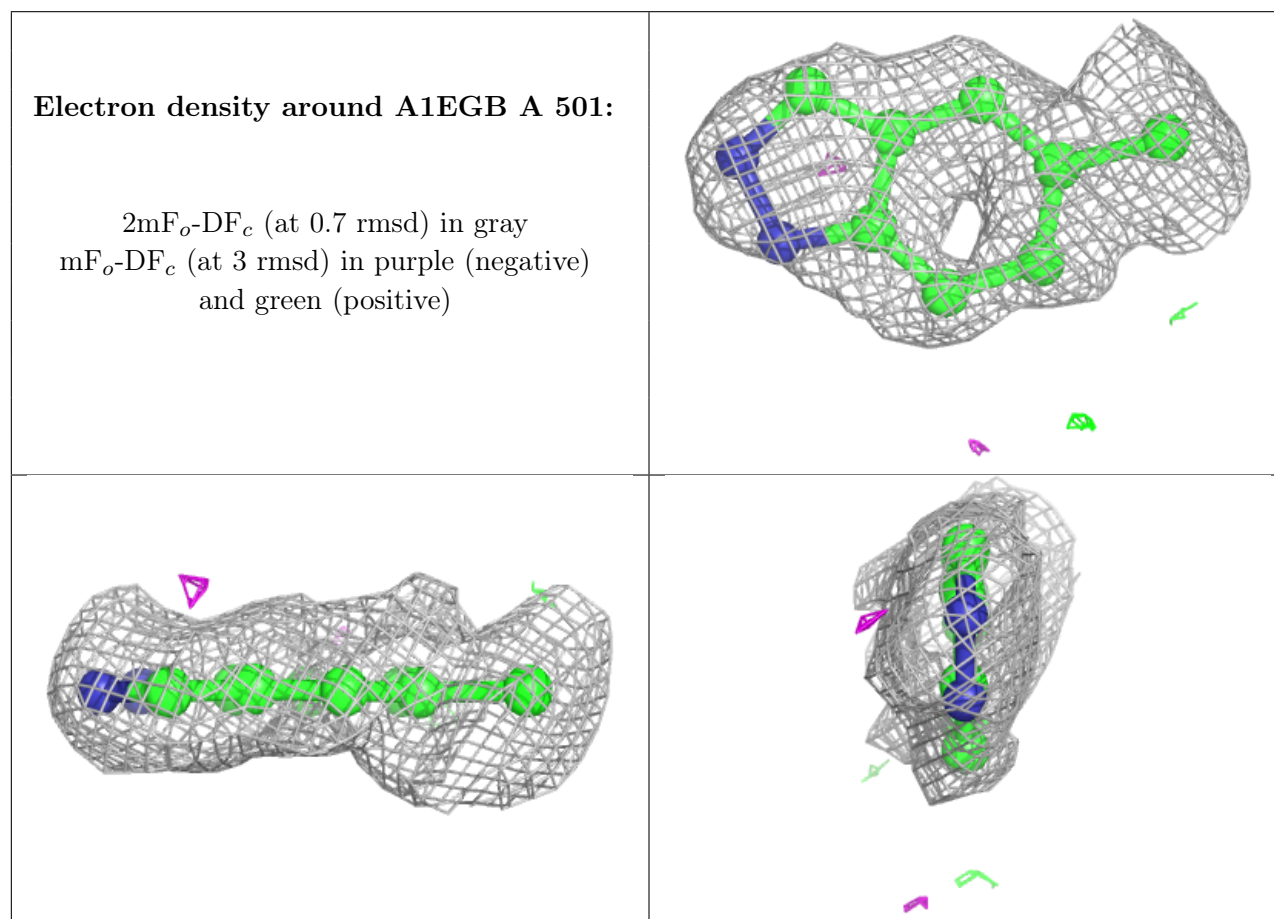 Electron density around A1EGB A 501:
2mFo-DFc (at 0.7 rmsd) in gray
mFo-DFc (at 3 rmsd) in purple (negative)
and green (positive)